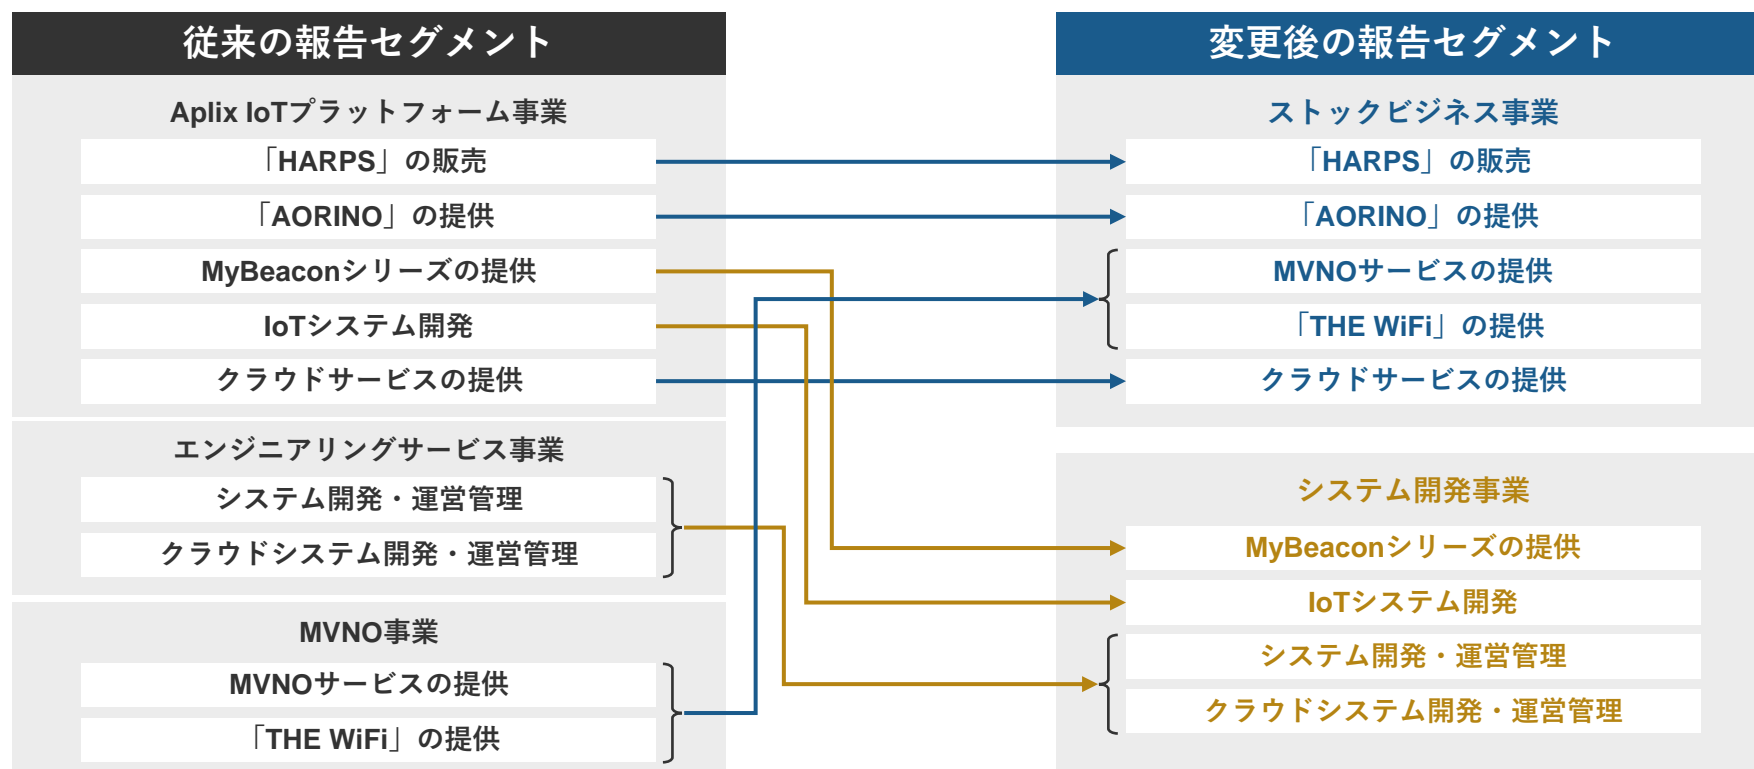 従来の報告セグメント
Aplix IoTプラットフォーム事業
「HARPS」の販売
「AORINO」の提供
MyBeaconシリーズの提供
IoTシステム開発
クラウドサービスの提供
エンジニアリングサービス事業
システム開発・運営管理
クラウドシステム開発・運営管理
MVNO事業
MVNOサービスの提供
「THE WiFi」の提供
変更後の報告セグメント
ストックビジネス事業
「HARPS」の販売
「AORINO」の提供
MVNOサービスの提供
「THE WiFi」の提供
クラウドサービスの提供
システム開発事業
MyBeaconシリーズの提供
IoTシステム開発
システム開発・運営管理
クラウドシステム開発・運営管理